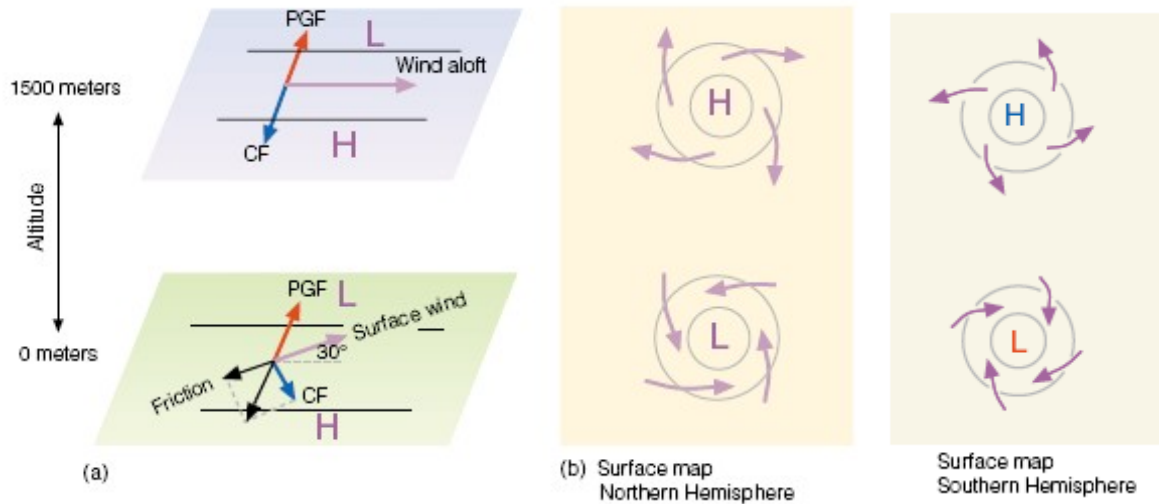 PGF
L
Wind aloft
1500 meters
CF
H
Altitude
PGF
L
Surface wind
0 meters
30°
Friction
CF
H
(a)
H
L
(b) Surface map
Northern Hemisphere
H
L
Surface map
Southern Hemisphere